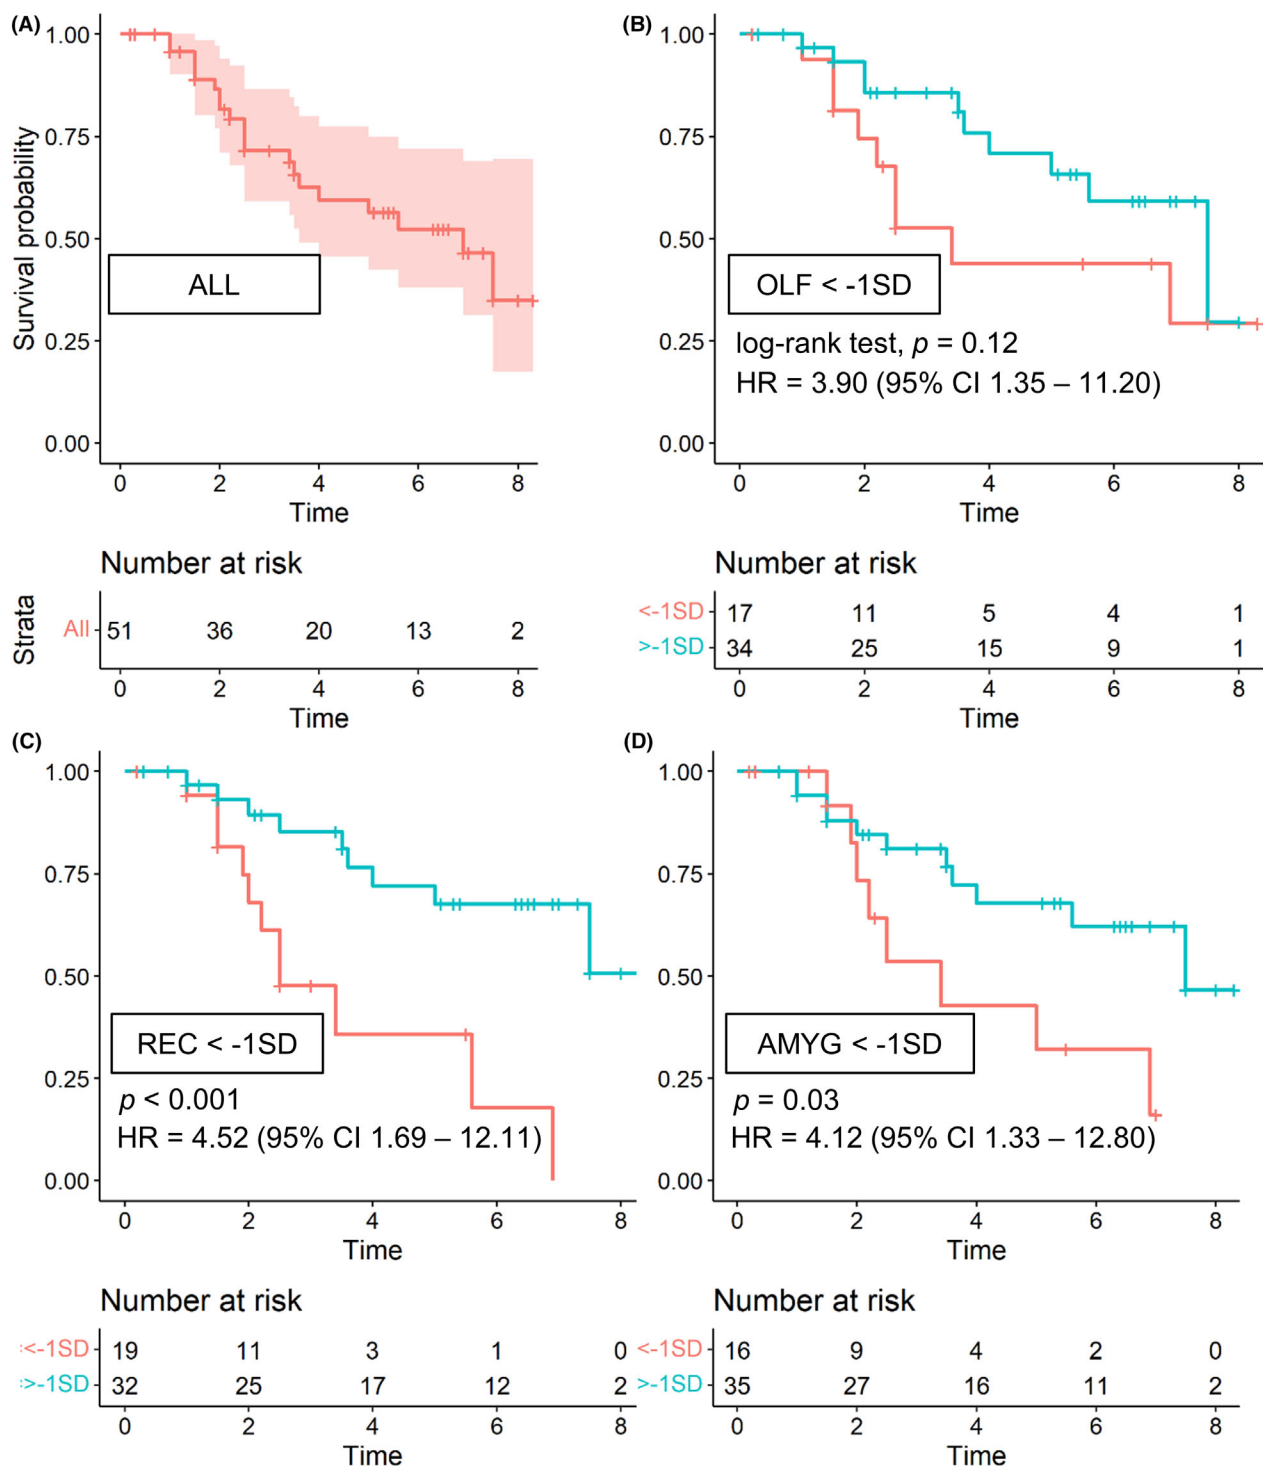 (A)
Survival probability
1.00
0.75
0.50
0.25
0.00
ALL
0 2 4 6 8
Time
Number at risk
Strata
All 51 36 20 13 2
0 2 4 6 8
Time
(B)
1.00
0.75
0.50
0.25
0.00
OLF < -1SD
log-rank test, p = 0.12
HR = 3.90 (95% CI 1.35 – 11.20)
0 2 4 6 8
Time
Number at risk
<-1SD 17 11 5 4 1
>-1SD 34 25 15 9 1
0 2 4 6 8
Time
(C)
1.00
0.75
0.50
0.25
0.00
REC < -1SD
p < 0.001
HR = 4.52 (95% CI 1.69 – 12.11)
0 2 4 6 8
Time
Number at risk
<-1SD 19 11 3 1 0
>-1SD 32 25 17 12 2
0 2 4 6 8
Time
(D)
1.00
0.75
0.50
0.25
0.00
AMYG < -1SD
p = 0.03
HR = 4.12 (95% CI 1.33 – 12.80)
0 2 4 6 8
Time
Number at risk
<-1SD 16 9 4 2 0
>-1SD 35 27 16 11 2
0 2 4 6 8
Time